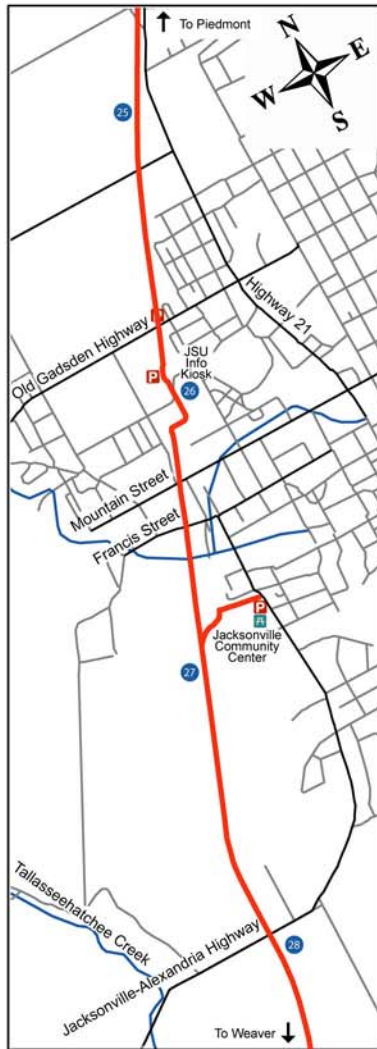 To Piedmont
N
E
W
S
25
Highway 21
Old Gadsden Highway
P
JSU
Info
Kiosk
P
26
Mountain Street
Francis Street
P
Jacksonville
Community
Center
27
Tallasseehatchee Creek
Jacksonville-Alexandria Highway
28
To Weaver